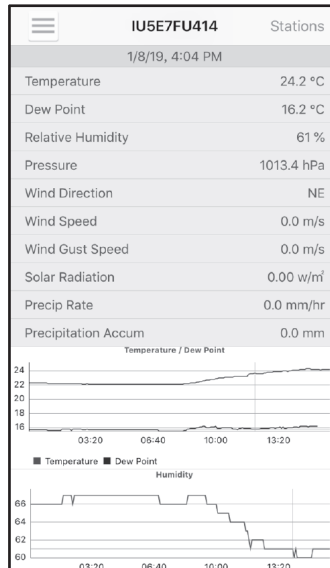 IU5E7FU414 Stations
1/8/19, 4:04 PM
Temperature 24.2 °C
Dew Point 16.2 °C
Relative Humidity 61 %
Pressure 1013.4 hPa
Wind Direction NE
Wind Speed 0.0 m/s
Wind Gust Speed 0.0 m/s
Solar Radiation 0.00 w/m²
Precip Rate 0.0 mm/hr
Precipitation Accum 0.0 mm
Temperature / Dew Point
24
22
20
18
16
03:20 06:40 10:00 13:20
Temperature Dew Point
Humidity
66
64
62
60
03:20 06:40 10:00 13:20